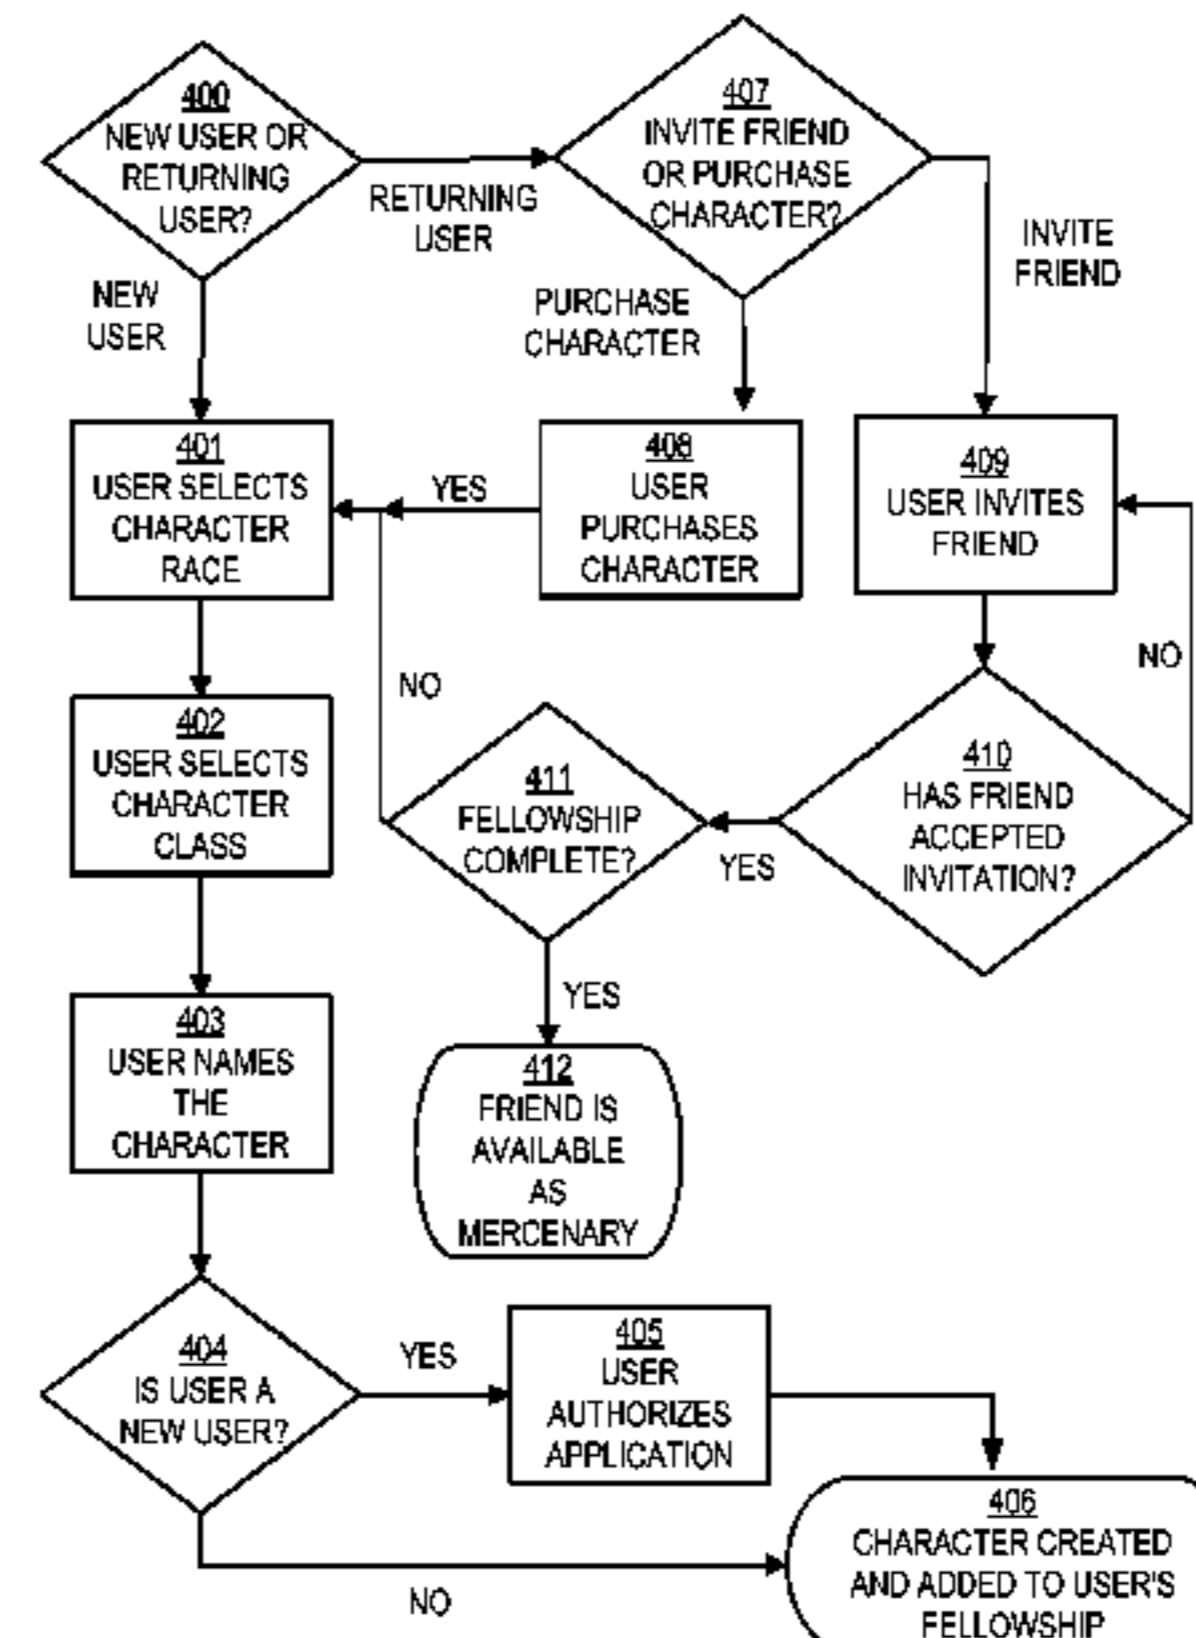 400
NEW USER OR
RETURNING
USER?
RETURNING
USER
NEW
USER
407
INVITE FRIEND
OR PURCHASE
CHARACTER?
INVITE
FRIEND
PURCHASE
CHARACTER
401
USER SELECTS
CHARACTER
RACE
YES
408
USER
PURCHASES
CHARACTER
409
USER INVITES
FRIEND
NO
NO
402
USER SELECTS
CHARACTER
CLASS
411
FELLOWSHIP
COMPLETE?
YES
410
HAS FRIEND
ACCEPTED
INVITATION?
YES
403
USER NAMES
THE
CHARACTER
412
FRIEND IS
AVAILABLE
AS
MERCENARY
404
IS USER A
NEW USER?
YES
405
USER
AUTHORIZES
APPLICATION
NO
406
CHARACTER CREATED
AND ADDED TO USER'S
FELLOWSHIP